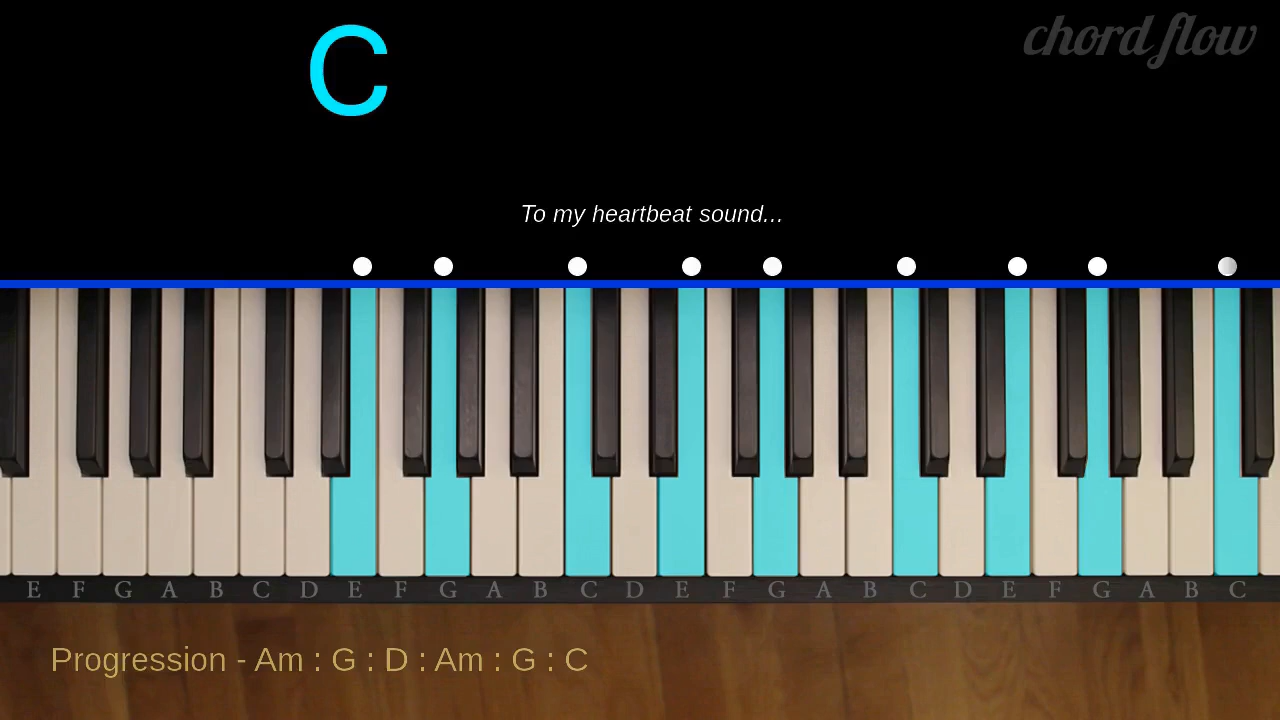 C
chord flow
To my heartbeat sound...
E F G A B C D E F G A B C D E F G A B C D E F G A B C
Progression - Am : G : D : Am : G : C